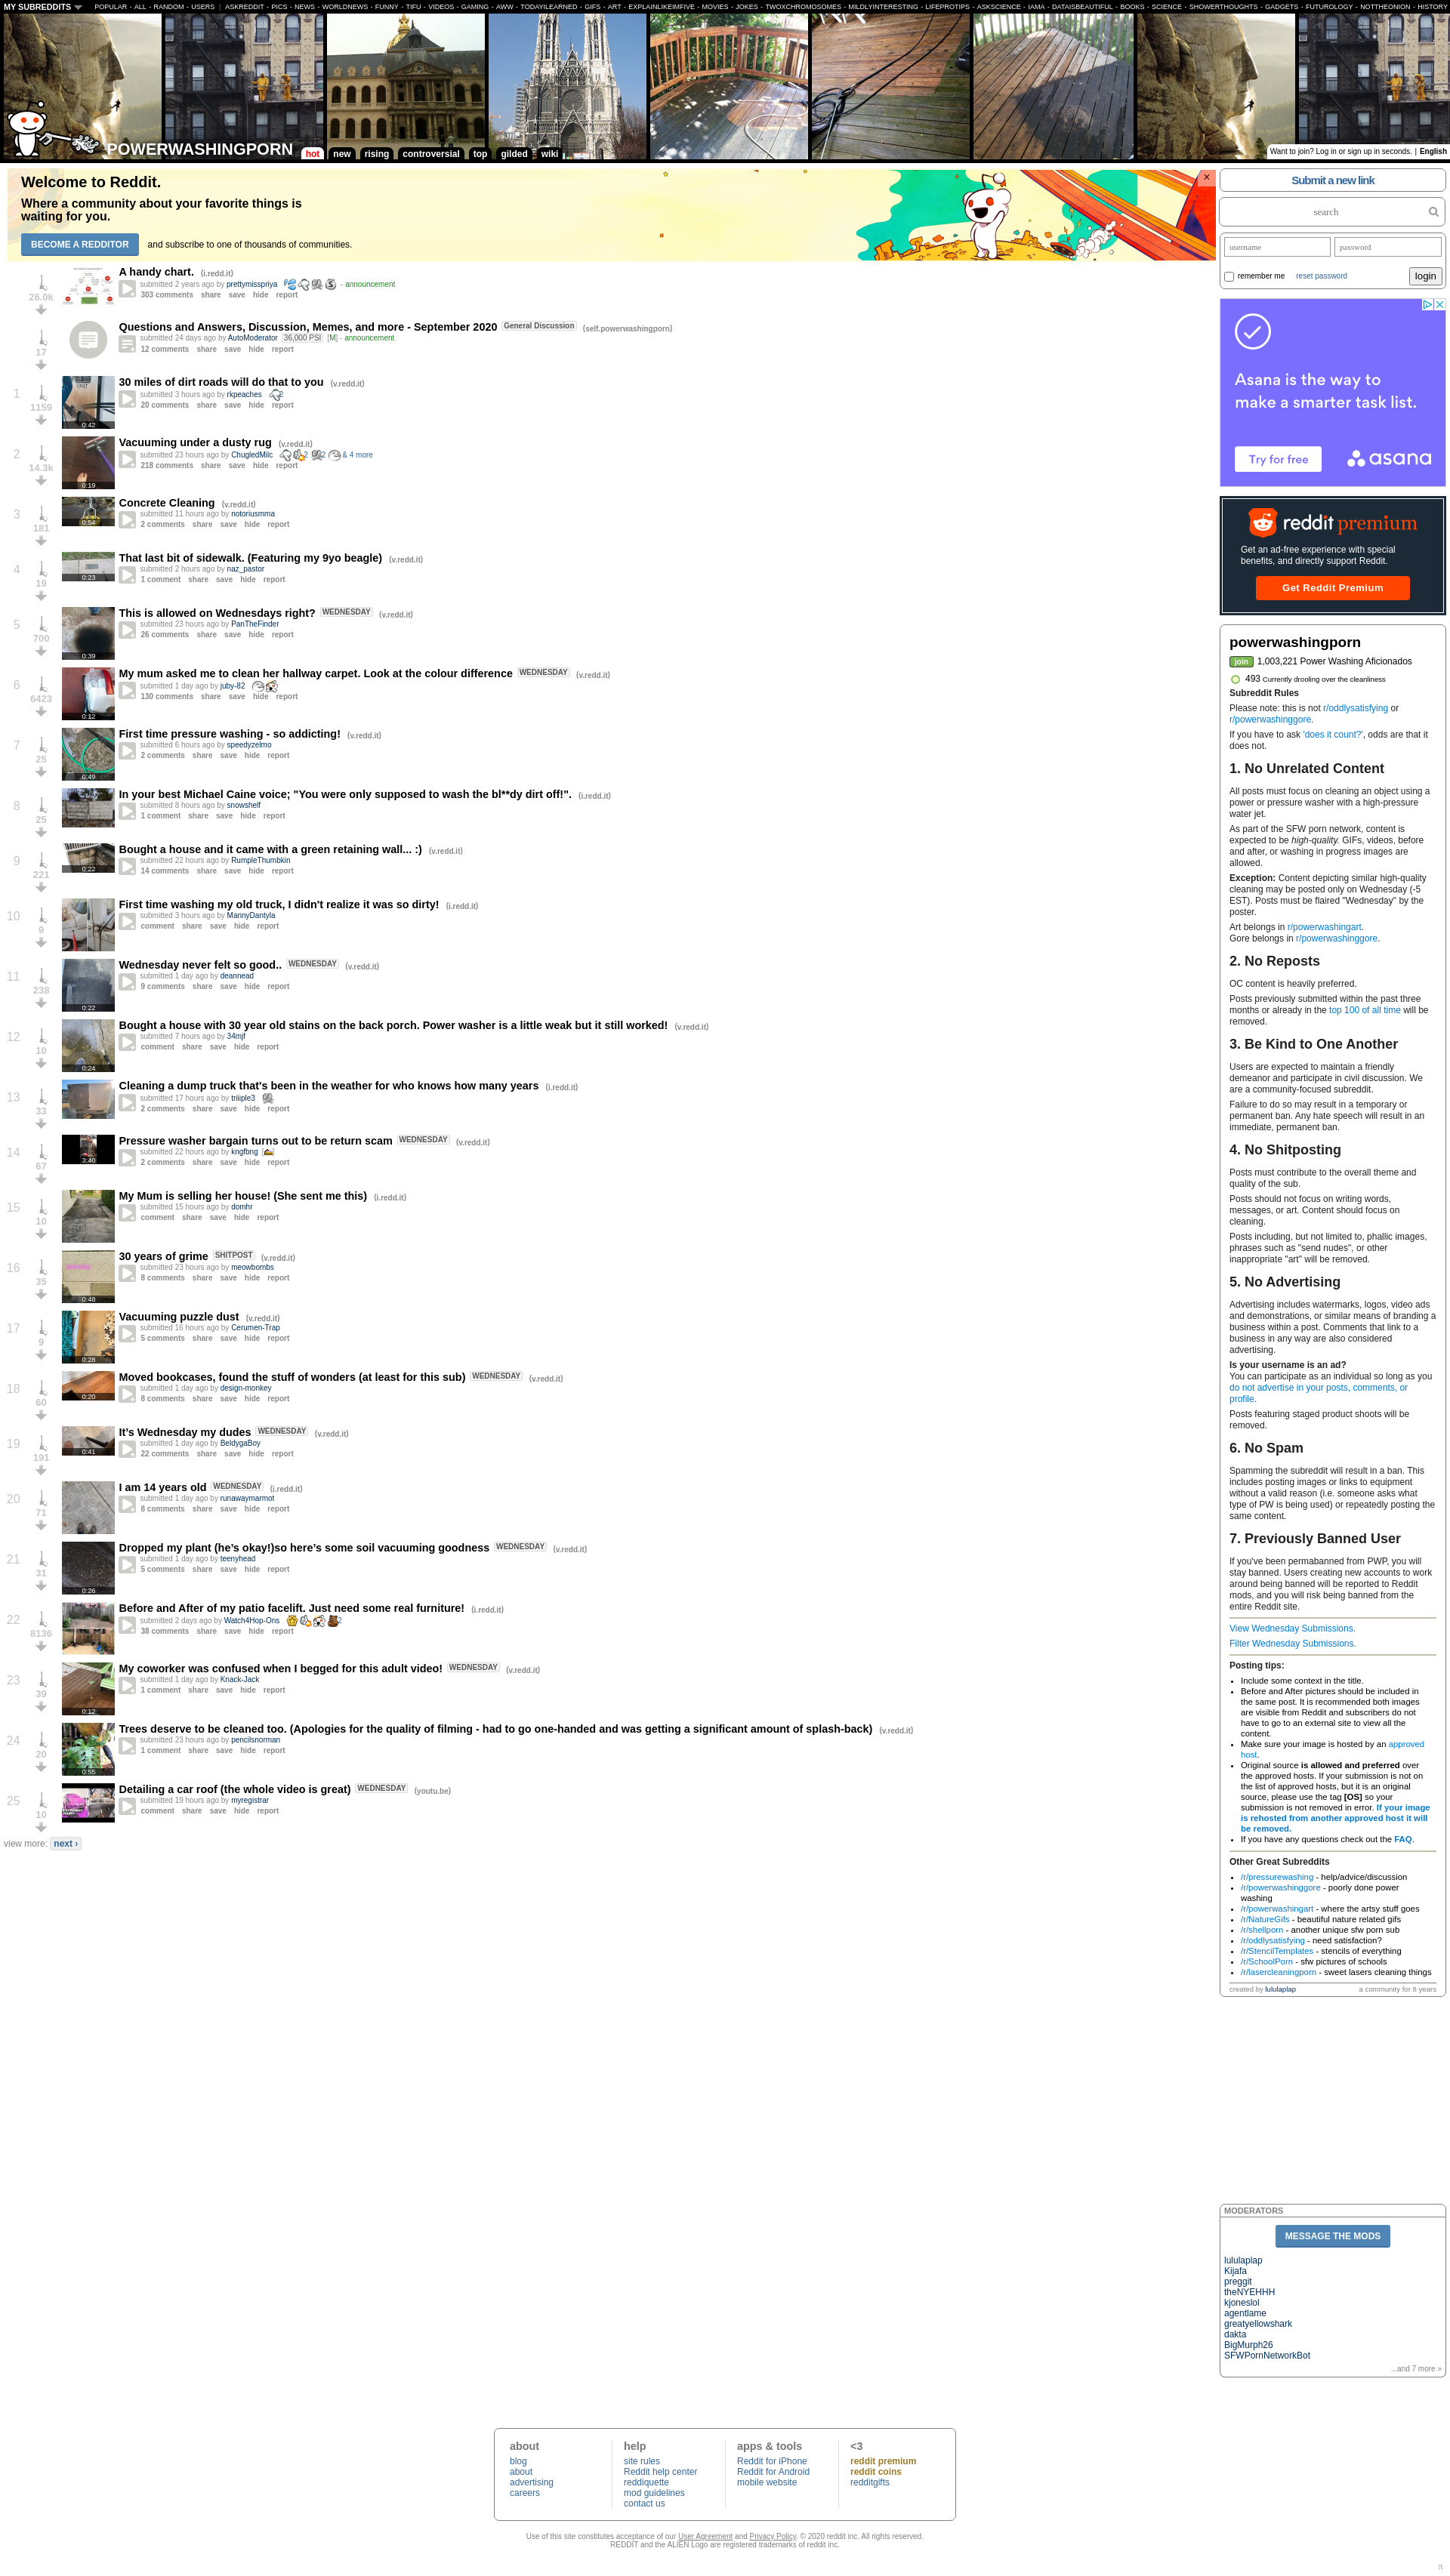 MY SUBREDDITS
POPULAR - ALL - RANDOM - USERS | ASKREDDIT - PICS - NEWS - WORLDNEWS - FUNNY - TIFU - VIDEOS - GAMING - AWW - TODAYILEARNED - GIFS - ART - EXPLAINLIKEIMFIVE - MOVIES - JOKES - TWOXCHROMOSOMES - MILDLYINTERESTING - LIFEPROTIPS - ASKSCIENCE - IAMA - DATAISBEAUTIFUL - BOOKS - SCIENCE - SHOWERTHOUGHTS - GADGETS - FUTUROLOGY - NOTTHEONION - HISTORY
POWERWASHINGPORN hot new rising controversial top gilded wiki
Want to join? Log in or sign up in seconds. | English
Welcome to Reddit.
Where a community about your favorite things is
waiting for you.
BECOME A REDDITOR and subscribe to one of thousands of communities.
26.0k
A handy chart. (i.redd.it)
submitted 2 years ago by prettymisspriya - announcement
303 comments share save hide report
17
Questions and Answers, Discussion, Memes, and more - September 2020 General Discussion (self.powerwashingporn)
submitted 24 days ago by AutoModerator 36,000 PSI [M] - announcement
12 comments share save hide report
1
1159
0:42
30 miles of dirt roads will do that to you (v.redd.it)
submitted 3 hours ago by rkpeaches 2
20 comments share save hide report
2
14.3k
0:19
Vacuuming under a dusty rug (v.redd.it)
submitted 23 hours ago by ChugledMilc 2 2 & 4 more
218 comments share save hide report
3
181
0:54
Concrete Cleaning (v.redd.it)
submitted 11 hours ago by notoriusmma
2 comments share save hide report
4
19
0:23
That last bit of sidewalk. (Featuring my 9yo beagle) (v.redd.it)
submitted 2 hours ago by naz_pastor
1 comment share save hide report
5
700
0:39
This is allowed on Wednesdays right? WEDNESDAY (v.redd.it)
submitted 23 hours ago by PanTheFinder
26 comments share save hide report
6
6423
0:12
My mum asked me to clean her hallway carpet. Look at the colour difference WEDNESDAY (v.redd.it)
submitted 1 day ago by juby-82
130 comments share save hide report
7
25
0:49
First time pressure washing - so addicting! (v.redd.it)
submitted 6 hours ago by speedyzelmo
2 comments share save hide report
8
25
In your best Michael Caine voice; "You were only supposed to wash the bl**dy dirt off!". (i.redd.it)
submitted 8 hours ago by snowshelf
1 comment share save hide report
9
221
0:22
Bought a house and it came with a green retaining wall... :) (v.redd.it)
submitted 22 hours ago by RumpleThumbkin
14 comments share save hide report
10
9
First time washing my old truck, I didn't realize it was so dirty! (i.redd.it)
submitted 3 hours ago by MannyDantyla
comment share save hide report
11
238
0:22
Wednesday never felt so good.. WEDNESDAY (v.redd.it)
submitted 1 day ago by deannead
9 comments share save hide report
12
10
0:24
Bought a house with 30 year old stains on the back porch. Power washer is a little weak but it still worked! (v.redd.it)
submitted 7 hours ago by 34mjf
comment share save hide report
13
33
Cleaning a dump truck that's been in the weather for who knows how many years (i.redd.it)
submitted 17 hours ago by triiiple3
2 comments share save hide report
14
67
3:40
Pressure washer bargain turns out to be return scam WEDNESDAY (v.redd.it)
submitted 22 hours ago by kngfbng
2 comments share save hide report
15
10
My Mum is selling her house! (She sent me this) (i.redd.it)
submitted 15 hours ago by domhr
comment share save hide report
16
35
0:48
30 years of grime SHITPOST (v.redd.it)
submitted 23 hours ago by meowbombs
8 comments share save hide report
17
9
0:28
Vacuuming puzzle dust (v.redd.it)
submitted 16 hours ago by Cerumen-Trap
5 comments share save hide report
18
60
0:20
Moved bookcases, found the stuff of wonders (at least for this sub) WEDNESDAY (v.redd.it)
submitted 1 day ago by design-monkey
8 comments share save hide report
19
191
0:41
It’s Wednesday my dudes WEDNESDAY (v.redd.it)
submitted 1 day ago by BeldygaBoy
22 comments share save hide report
20
71
I am 14 years old WEDNESDAY (i.redd.it)
submitted 1 day ago by runawaymarmot
8 comments share save hide report
21
31
0:26
Dropped my plant (he’s okay!)so here’s some soil vacuuming goodness WEDNESDAY (v.redd.it)
submitted 1 day ago by teenyhead
5 comments share save hide report
22
8136
Before and After of my patio facelift. Just need some real furniture! (i.redd.it)
submitted 2 days ago by Watch4Hop-Ons 2
38 comments share save hide report
23
39
0:12
My coworker was confused when I begged for this adult video! WEDNESDAY (v.redd.it)
submitted 1 day ago by Knack-Jack
1 comment share save hide report
24
20
0:55
Trees deserve to be cleaned too. (Apologies for the quality of filming - had to go one-handed and was getting a significant amount of splash-back) (v.redd.it)
submitted 23 hours ago by pencilsnorman
1 comment share save hide report
25
10
Detailing a car roof (the whole video is great) WEDNESDAY (youtu.be)
submitted 19 hours ago by myregistrar
comment share save hide report
view more: next ›
Submit a new link
search
username password
remember me reset password login
Asana is the way to
make a smarter task list.
Try for free asana
reddit premium
Get an ad-free experience with special
benefits, and directly support Reddit.
Get Reddit Premium
powerwashingporn
join 1,003,221 Power Washing Aficionados
493 Currently drooling over the cleanliness
Subreddit Rules
Please note: this is not r/oddlysatisfying or
r/powerwashinggore.
If you have to ask 'does it count?', odds are that it
does not.
1. No Unrelated Content
All posts must focus on cleaning an object using a
power or pressure washer with a high-pressure
water jet.
As part of the SFW porn network, content is
expected to be high-quality. GIFs, videos, before
and after, or washing in progress images are
allowed.
Exception: Content depicting similar high-quality
cleaning may be posted only on Wednesday (-5
EST). Posts must be flaired "Wednesday" by the
poster.
Art belongs in r/powerwashingart.
Gore belongs in r/powerwashinggore.
2. No Reposts
OC content is heavily preferred.
Posts previously submitted within the past three
months or already in the top 100 of all time will be
removed.
3. Be Kind to One Another
Users are expected to maintain a friendly
demeanor and participate in civil discussion. We
are a community-focused subreddit.
Failure to do so may result in a temporary or
permanent ban. Any hate speech will result in an
immediate, permanent ban.
4. No Shitposting
Posts must contribute to the overall theme and
quality of the sub.
Posts should not focus on writing words,
messages, or art. Content should focus on
cleaning.
Posts including, but not limited to, phallic images,
phrases such as "send nudes", or other
inappropriate "art" will be removed.
5. No Advertising
Advertising includes watermarks, logos, video ads
and demonstrations, or similar means of branding a
business within a post. Comments that link to a
business in any way are also considered
advertising.
Is your username is an ad?
You can participate as an individual so long as you
do not advertise in your posts, comments, or
profile.
Posts featuring staged product shoots will be
removed.
6. No Spam
Spamming the subreddit will result in a ban. This
includes posting images or links to equipment
without a valid reason (i.e. someone asks what
type of PW is being used) or repeatedly posting the
same content.
7. Previously Banned User
If you've been permabanned from PWP, you will
stay banned. Users creating new accounts to work
around being banned will be reported to Reddit
mods, and you will risk being banned from the
entire Reddit site.
View Wednesday Submissions.
Filter Wednesday Submissions.
Posting tips:
Include some context in the title.
Before and After pictures should be included in
the same post. It is recommended both images
are visible from Reddit and subscribers do not
have to go to an external site to view all the
content.
Make sure your image is hosted by an approved
host.
Original source is allowed and preferred over
the approved hosts. If your submission is not on
the list of approved hosts, but it is an original
source, please use the tag [OS] so your
submission is not removed in error. If your image
is rehosted from another approved host it will
be removed.
If you have any questions check out the FAQ.
Other Great Subreddits
/r/pressurewashing - help/advice/discussion
/r/powerwashinggore - poorly done power
washing
/r/powerwashingart - where the artsy stuff goes
/r/NatureGifs - beautiful nature related gifs
/r/shellporn - another unique sfw porn sub
/r/oddlysatisfying - need satisfaction?
/r/StencilTemplates - stencils of everything
/r/SchoolPorn - sfw pictures of schools
/r/lasercleaningporn - sweet lasers cleaning things
created by lululaplap a community for 8 years
MODERATORS
MESSAGE THE MODS
lululaplap
Kijafa
preggit
theNYEHHH
kjoneslol
agentlame
greatyellowshark
dakta
BigMurph26
SFWPornNetworkBot
...and 7 more »
about
blog
about
advertising
careers
help
site rules
Reddit help center
reddiquette
mod guidelines
contact us
apps & tools
Reddit for iPhone
Reddit for Android
mobile website
<3
reddit premium
reddit coins
redditgifts
Use of this site constitutes acceptance of our User Agreement and Privacy Policy. © 2020 reddit inc. All rights reserved.
REDDIT and the ALIEN Logo are registered trademarks of reddit inc.
π